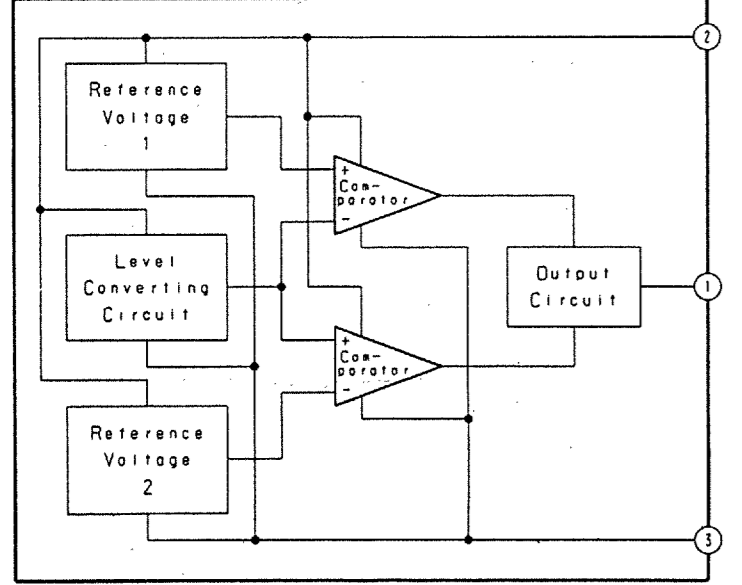 2
Reference
Voltage
1
+
Com-
parator
-
Level
Converting
Circuit
Output
Circuit
1
+
Com-
parator
-
Reference
Voltage
2
3